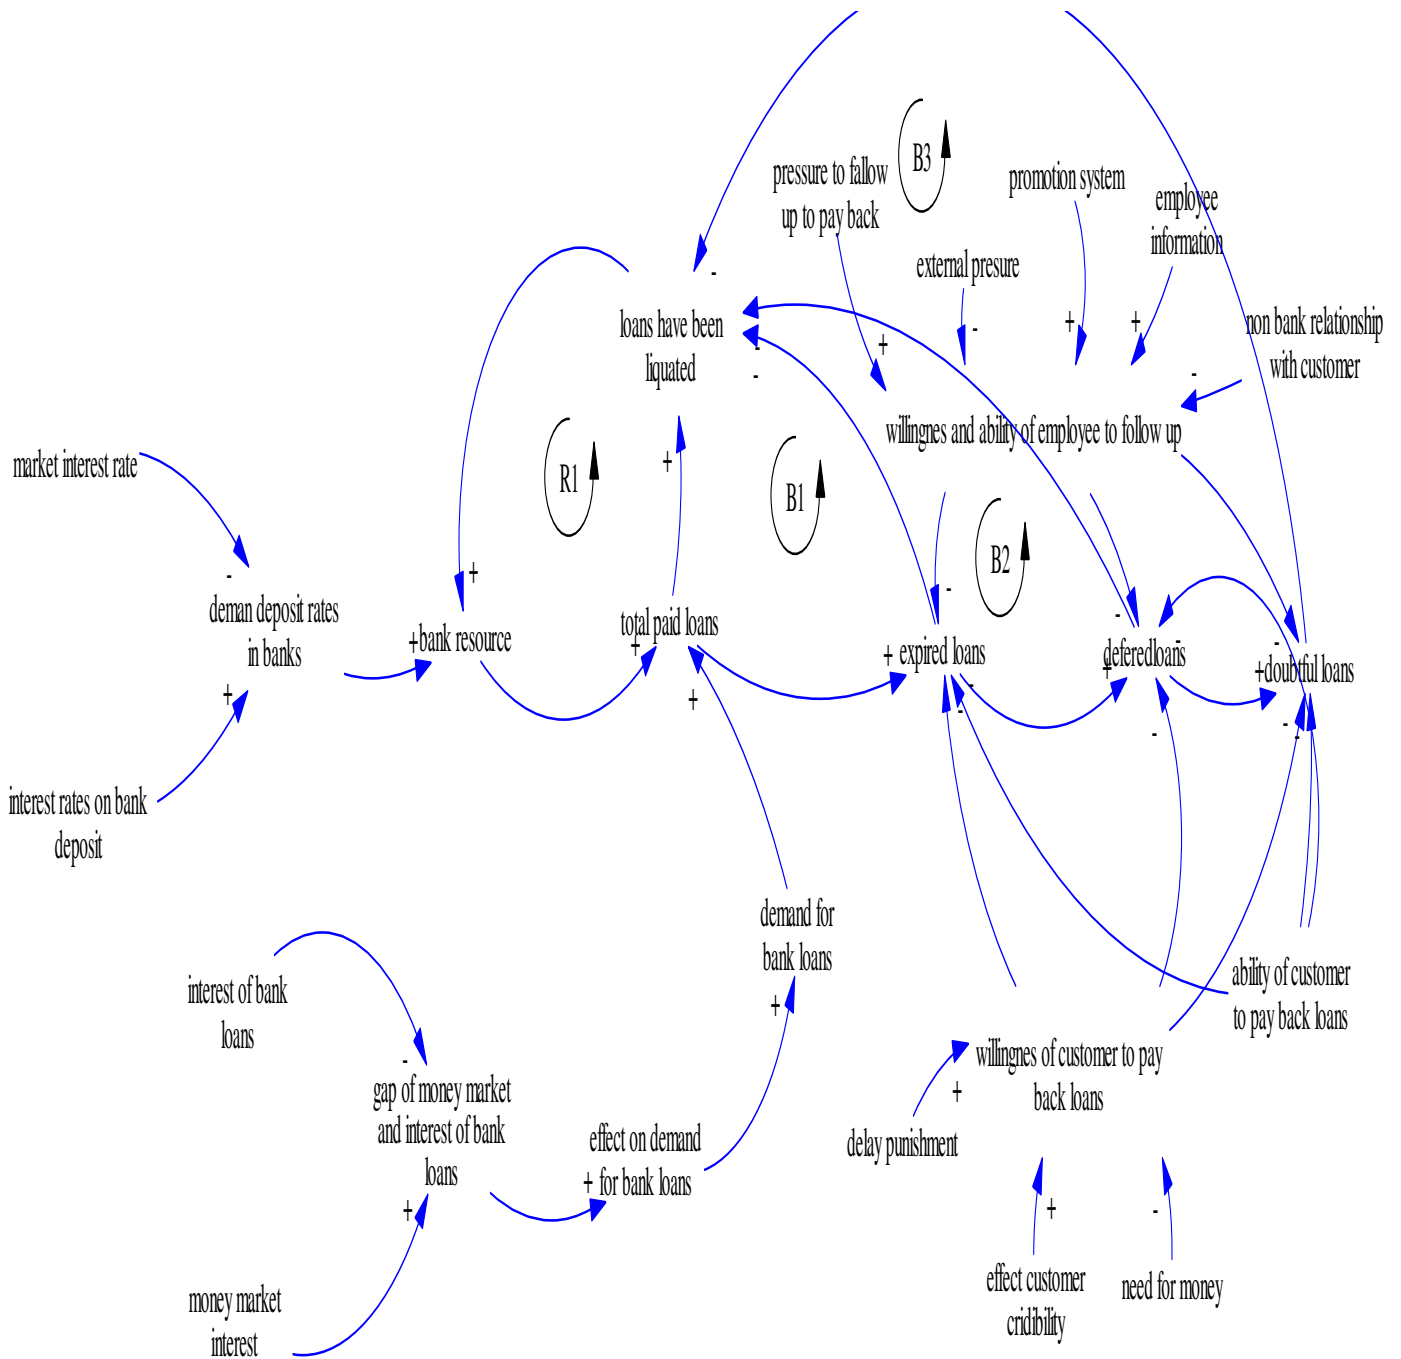 B3
pressure to fallow
up to pay back
promotion system
employee
information
external presure
-
+
-
+
+
non bank relationship
with customer
-
loans have been
liquated
-
-
willingnes and ability of employee to follow up
market interest rate
+
R1
B1
B2
-
deman deposit rates
in banks
+
+bank resource
total paid loans
+
-
+ expired loans
-
deferedloans
-
+
-
+doubtful loans
+
+
-
-
-
-
-
interest rates on bank
deposit
demand for
bank loans
+
interest of bank
loans
ability of customer
to pay back loans
-
gap of money market
and interest of bank
loans
willingnes of customer to pay
back loans
+
delay punishment
effect on demand
+ for bank loans
+
+
-
effect customer
cridibility
need for money
money market
interest